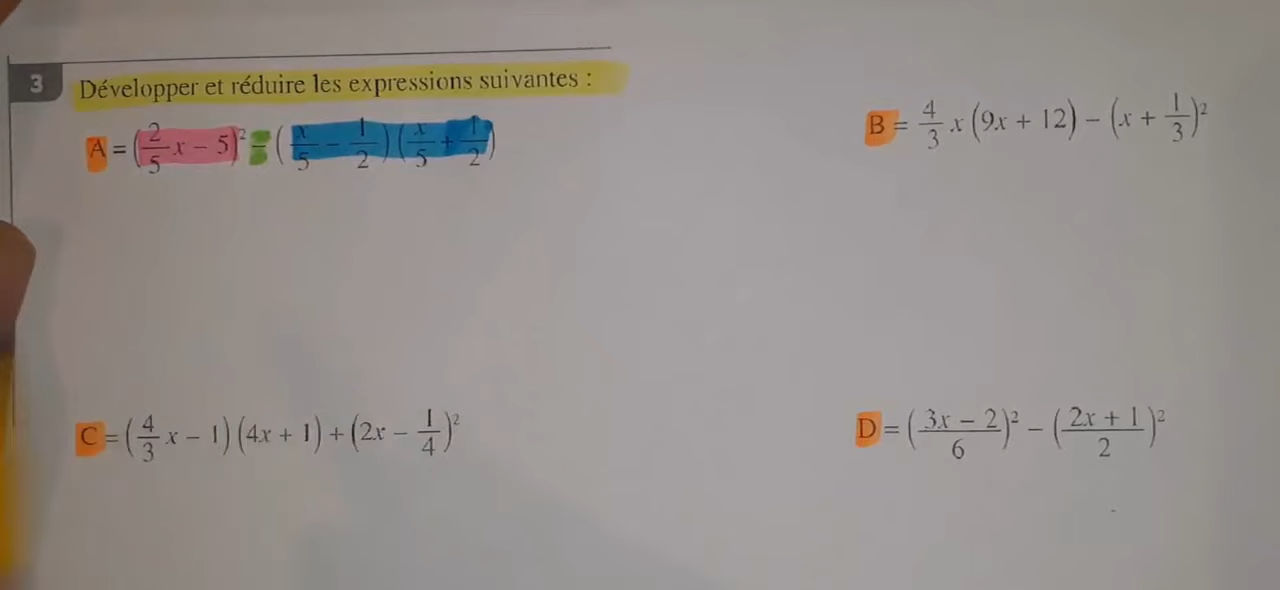 3 Développer et réduire les expressions suivantes :
A = (2/5 x − 5)² − (x/5 − 1/2)(x/5 + 1/2)
B = 4/3 x (9x + 12) − (x + 1/3)²
C = (4/3 x − 1)(4x + 1) + (2x − 1/4)²
D = ((3x − 2)/6)² − ((2x + 1)/2)²